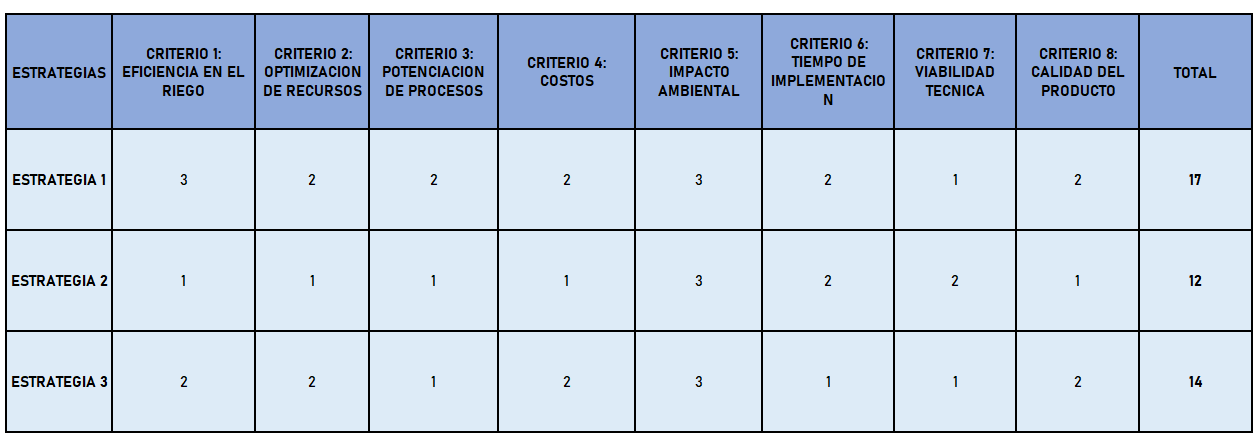 ESTRATEGIAS
CRITERIO 1:
EFICIENCIA EN EL
RIEGO
CRITERIO 2:
OPTIMIZACION
DE RECURSOS
CRITERIO 3:
POTENCIACION
DE PROCESOS
CRITERIO 4:
COSTOS
CRITERIO 5:
IMPACTO
AMBIENTAL
CRITERIO 6:
TIEMPO DE
IMPLEMENTACIO
N
CRITERIO 7:
VIABILIDAD
TECNICA
CRITERIO 8:
CALIDAD DEL
PRODUCTO
TOTAL
ESTRATEGIA 1 3 2 2 2 3 2 1 2 17
ESTRATEGIA 2 1 1 1 1 3 2 2 1 12
ESTRATEGIA 3 2 2 1 2 3 1 1 2 14